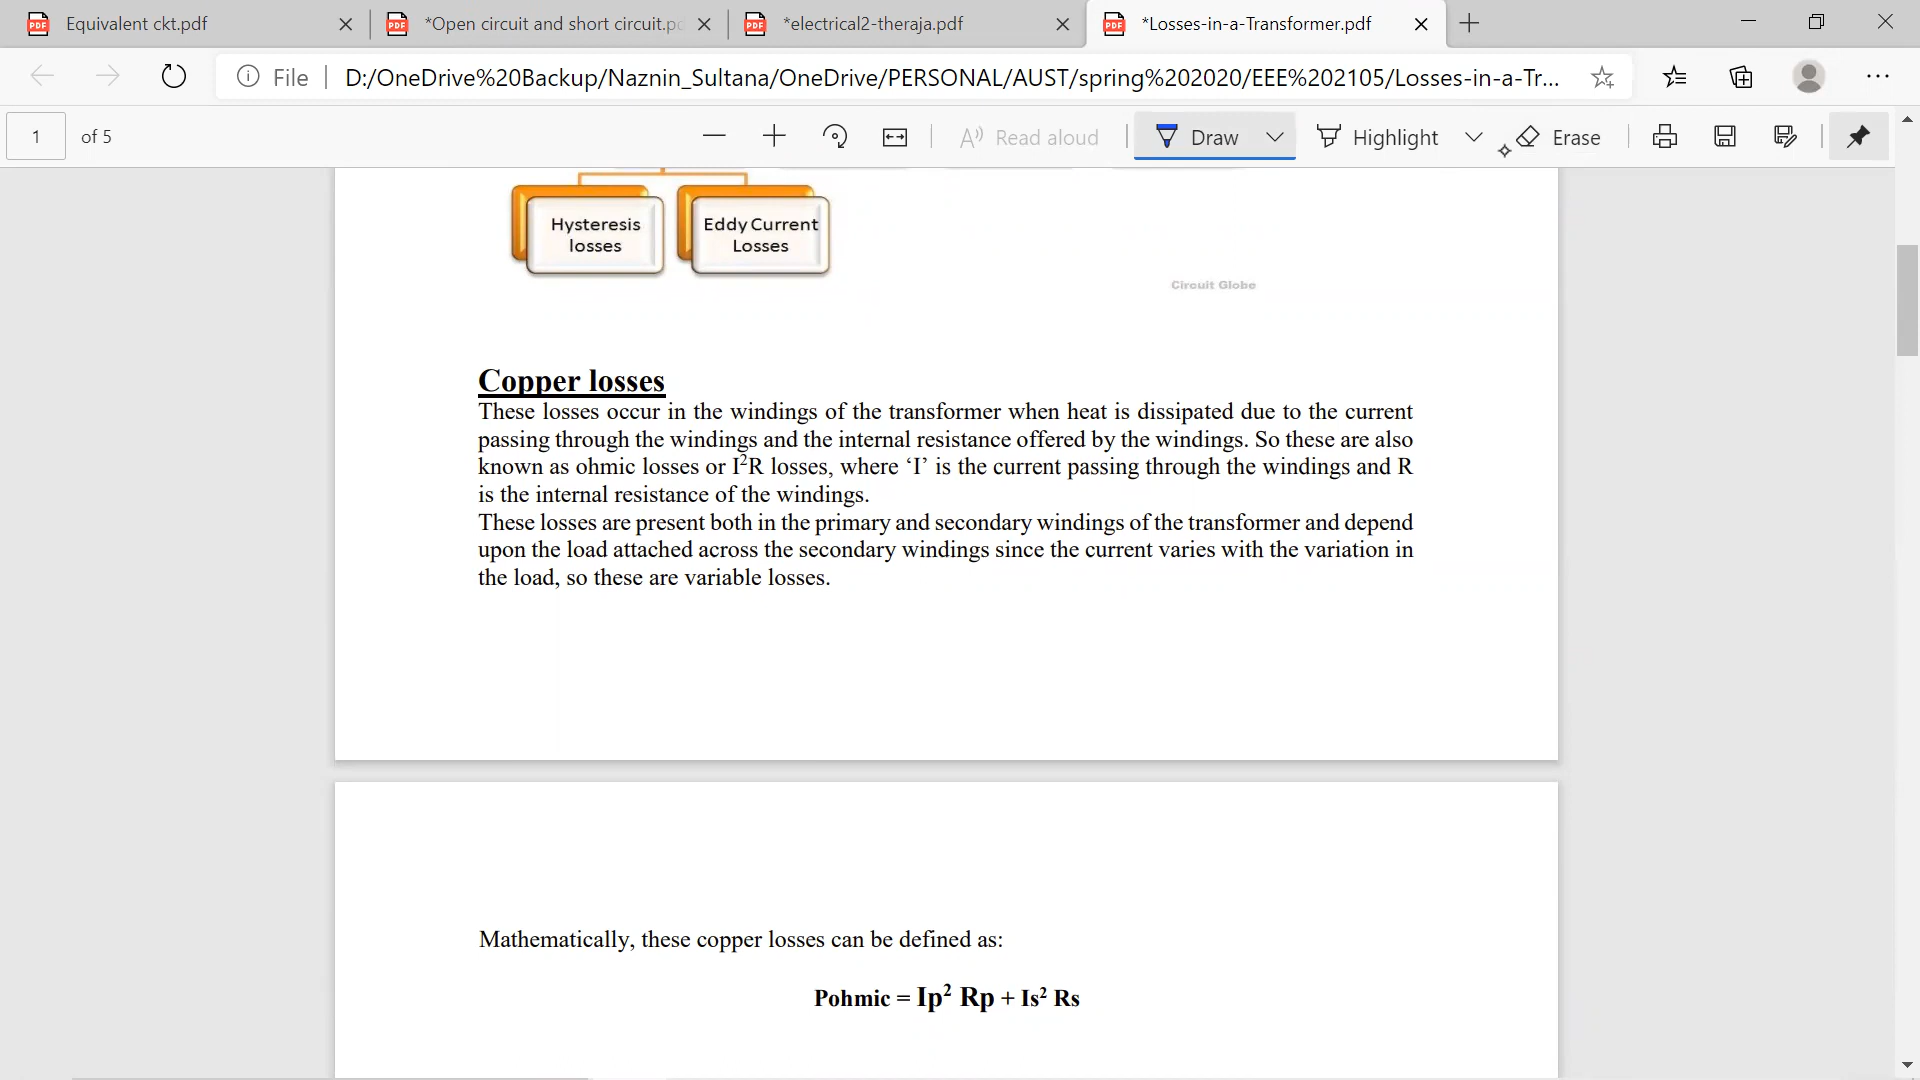 Equivalent ckt.pdf
*Open circuit and short circuit.pd
*electrical2-theraja.pdf
*Losses-in-a-Transformer.pdf
File
D:/OneDrive%20Backup/Naznin_Sultana/OneDrive/PERSONAL/AUST/spring%202020/EEE%202105/Losses-in-a-Tr...
1 of 5
Read aloud
Draw
Highlight
Erase
Hysteresis
losses
Eddy Current
Losses
Circuit Globe
Copper losses
These losses occur in the windings of the transformer when heat is dissipated due to the current
passing through the windings and the internal resistance offered by the windings. So these are also
known as ohmic losses or I²R losses, where ‘I’ is the current passing through the windings and R
is the internal resistance of the windings.
These losses are present both in the primary and secondary windings of the transformer and depend
upon the load attached across the secondary windings since the current varies with the variation in
the load, so these are variable losses.
Mathematically, these copper losses can be defined as:
Pohmic = Ip² Rp + Is² Rs